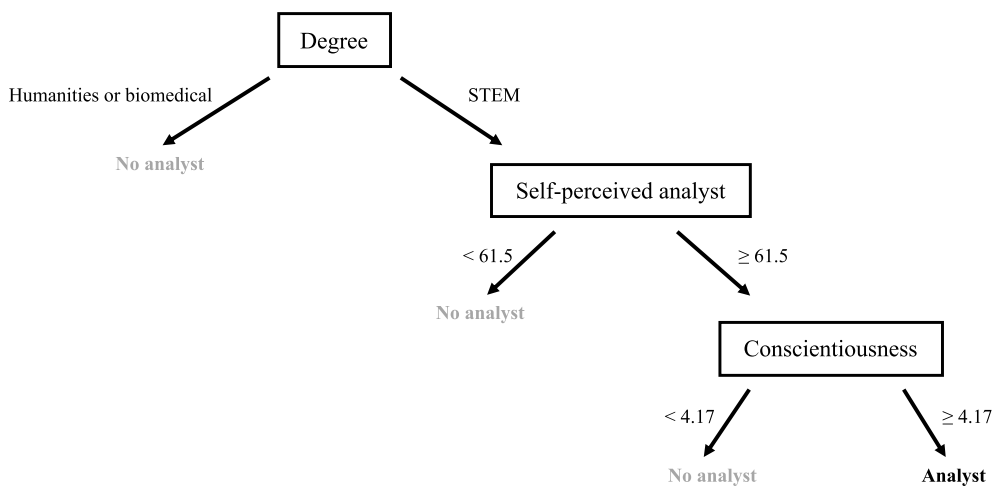 Degree
Humanities or biomedical
STEM
No analyst
Self-perceived analyst
< 61.5
≥ 61.5
No analyst
Conscientiousness
< 4.17
≥ 4.17
No analyst
Analyst